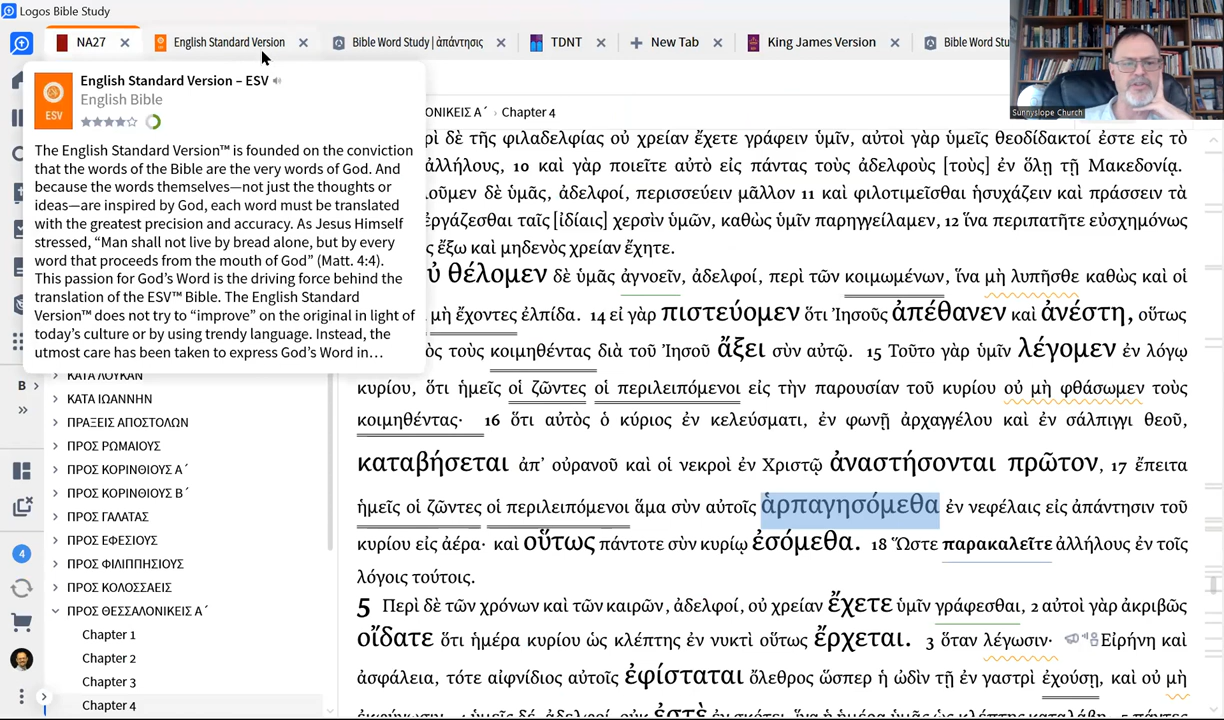 Logos Bible Study
NA27
English Standard Version
Bible Word Study | ἀπάντησις
TDNT
New Tab
King James Version
Bible Word Stu
Sunnyslope Church
English Standard Version – ESV
English Bible
ESV
The English Standard Version™ is founded on the conviction
that the words of the Bible are the very words of God. And
because the words themselves—not just the thoughts or
ideas—are inspired by God, each word must be translated
with the greatest precision and accuracy. As Jesus Himself
stressed, “Man shall not live by bread alone, but by every
word that proceeds from the mouth of God” (Matt. 4:4).
This passion for God’s Word is the driving force behind the
translation of the ESV™ Bible. The English Standard
Version™ does not try to “improve” on the original in light of
today’s culture or by using trendy language. Instead, the
utmost care has been taken to express God’s Word in…
B
4
ΚΑΤΑ ΛΟΥΚΑΝ
ΚΑΤΑ ΙΩΑΝΝΗΝ
ΠΡΑΞΕΙΣ ΑΠΟΣΤΟΛΩΝ
ΠΡΟΣ ΡΩΜΑΙΟΥΣ
ΠΡΟΣ ΚΟΡΙΝΘΙΟΥΣ Α΄
ΠΡΟΣ ΚΟΡΙΝΘΙΟΥΣ Β΄
ΠΡΟΣ ΓΑΛΑΤΑΣ
ΠΡΟΣ ΕΦΕΣΙΟΥΣ
ΠΡΟΣ ΦΙΛΙΠΠΗΣΙΟΥΣ
ΠΡΟΣ ΚΟΛΟΣΣΑΕΙΣ
ΠΡΟΣ ΘΕΣΣΑΛΟΝΙΚΕΙΣ Α΄
Chapter 1
Chapter 2
Chapter 3
Chapter 4
ΟΝΙΚΕΙΣ Α΄ › Chapter 4
ρὶ δὲ τῆς φιλαδελφίας οὐ χρείαν ἔχετε γράφειν ὑμῖν, αὐτοὶ γὰρ ὑμεῖς θεοδίδακτοί ἐστε εἰς τὸ
ἀλλήλους, 10 καὶ γὰρ ποιεῖτε αὐτὸ εἰς πάντας τοὺς ἀδελφοὺς [τοὺς] ἐν ὅλῃ τῇ Μακεδονίᾳ.
λοῦμεν δὲ ὑμᾶς, ἀδελφοί, περισσεύειν μᾶλλον 11 καὶ φιλοτιμεῖσθαι ἡσυχάζειν καὶ πράσσειν τὰ
ἐργάζεσθαι ταῖς [ἰδίαις] χερσὶν ὑμῶν, καθὼς ὑμῖν παρηγγείλαμεν, 12 ἵνα περιπατῆτε εὐσχημόνως
ς ἔξω καὶ μηδενὸς χρείαν ἔχητε.
ὐ θέλομεν δὲ ὑμᾶς ἀγνοεῖν, ἀδελφοί, περὶ τῶν κοιμωμένων, ἵνα μὴ λυπῆσθε καθὼς καὶ οἱ
μὴ ἔχοντες ἐλπίδα. 14 εἰ γὰρ πιστεύομεν ὅτι Ἰησοῦς ἀπέθανεν καὶ ἀνέστη, οὕτως
ὸς τοὺς κοιμηθέντας διὰ τοῦ Ἰησοῦ ἄξει σὺν αὐτῷ. 15 Τοῦτο γὰρ ὑμῖν λέγομεν ἐν λόγῳ
κυρίου, ὅτι ἡμεῖς οἱ ζῶντες οἱ περιλειπόμενοι εἰς τὴν παρουσίαν τοῦ κυρίου οὐ μὴ φθάσωμεν τοὺς
κοιμηθέντας· 16 ὅτι αὐτὸς ὁ κύριος ἐν κελεύσματι, ἐν φωνῇ ἀρχαγγέλου καὶ ἐν σάλπιγγι θεοῦ,
καταβήσεται ἀπ’ οὐρανοῦ καὶ οἱ νεκροὶ ἐν Χριστῷ ἀναστήσονται πρῶτον, 17 ἔπειτα
ἡμεῖς οἱ ζῶντες οἱ περιλειπόμενοι ἅμα σὺν αὐτοῖς ἁρπαγησόμεθα ἐν νεφέλαις εἰς ἀπάντησιν τοῦ
κυρίου εἰς ἀέρα· καὶ οὕτως πάντοτε σὺν κυρίῳ ἐσόμεθα. 18 Ὥστε παρακαλεῖτε ἀλλήλους ἐν τοῖς
λόγοις τούτοις.
5 Περὶ δὲ τῶν χρόνων καὶ τῶν καιρῶν, ἀδελφοί, οὐ χρείαν ἔχετε ὑμῖν γράφεσθαι, 2 αὐτοὶ γὰρ ἀκριβῶς
οἴδατε ὅτι ἡμέρα κυρίου ὡς κλέπτης ἐν νυκτὶ οὕτως ἔρχεται. 3 ὅταν λέγωσιν· Εἰρήνη καὶ
ἀσφάλεια, τότε αἰφνίδιος αὐτοῖς ἐφίσταται ὄλεθρος ὥσπερ ἡ ὠδὶν τῇ ἐν γαστρὶ ἐχούσῃ, καὶ οὐ μὴ